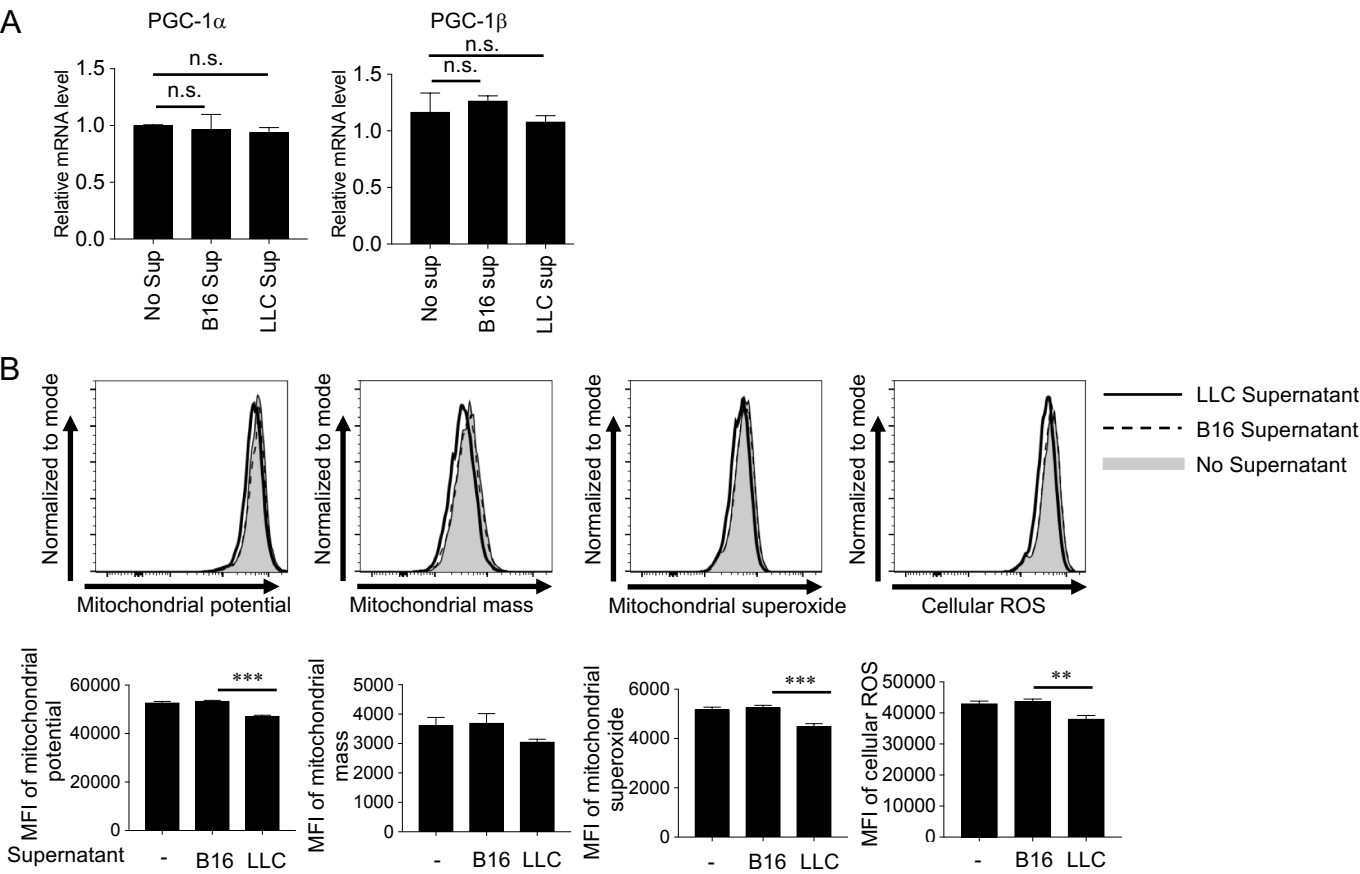 A
PGC-1α
PGC-1β
n.s.
n.s.
n.s.
n.s.
Relative mRNA level
1.5
1.0
0.5
0.0
No Sup
B16 Sup
LLC Sup
Relative mRNA level
1.5
1.0
0.5
0.0
No sup
B16 sup
LLC sup
B
Normalized to mode
Mitochondrial potential
Normalized to mode
Mitochondrial mass
Normalized to mode
Mitochondrial superoxide
Normalized to mode
Cellular ROS
LLC Supernatant
B16 Supernatant
No Supernatant
MFI of mitochondrial
potential
60000
40000
20000
0
***
Supernatant
-
B16
LLC
MFI of mitochondrial
mass
5000
4000
3000
2000
1000
0
-
B16
LLC
MFI of mitochondrial
superoxide
6000
4000
2000
0
***
-
B16
LLC
MFI of cellular ROS
50000
40000
30000
20000
10000
0
**
-
B16
LLC